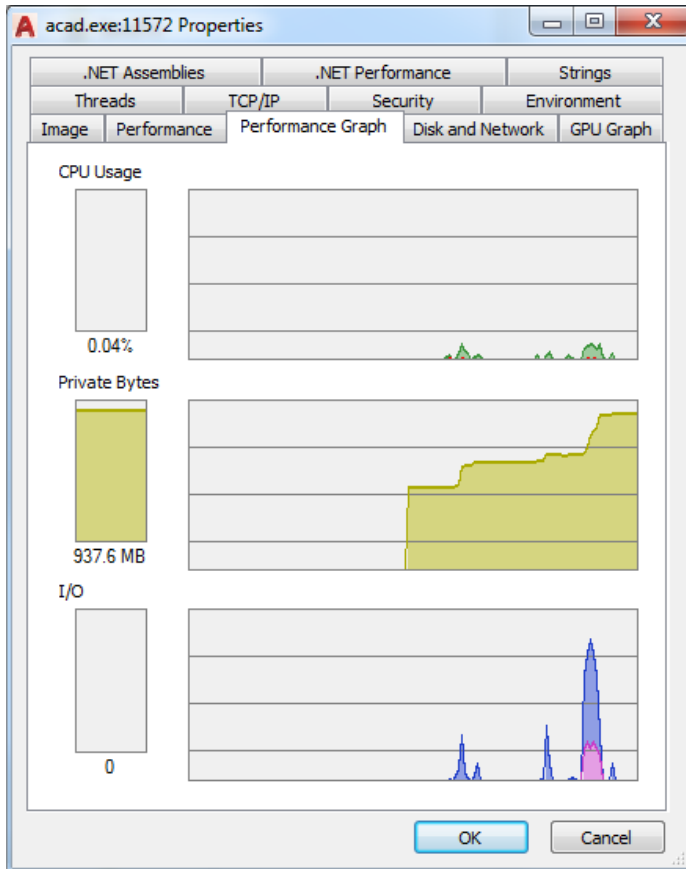 acad.exe:11572 Properties
.NET Assemblies .NET Performance Strings
Threads TCP/IP Security Environment
Image Performance Performance Graph Disk and Network GPU Graph
CPU Usage
0.04%
Private Bytes
937.6 MB
I/O
0
OK Cancel